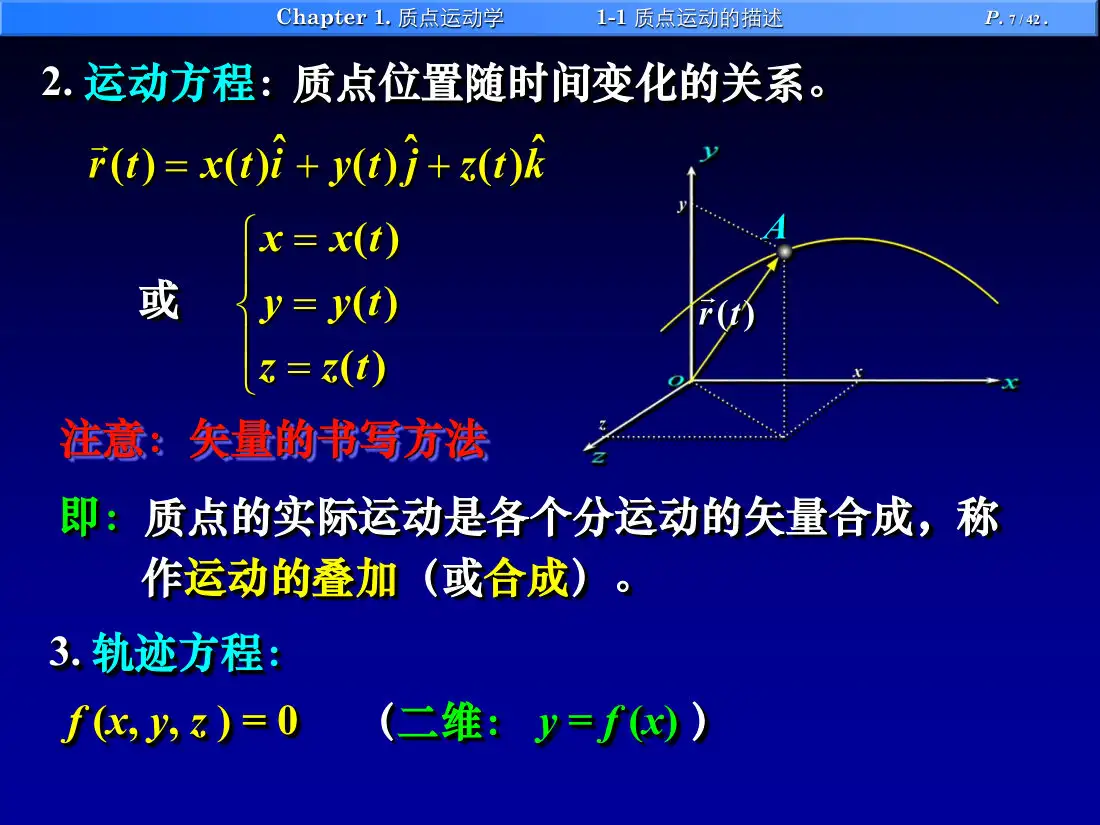 Chapter 1. 质点运动学 1-1 质点运动的描述 P. 7 / 42 .
2. 运动方程：质点位置随时间变化的关系。
r⃗(t) = x(t)î + y(t)ĵ + z(t)k̂
或
x = x(t)
y = y(t)
z = z(t)
y
y
A
r⃗(t)
o
x
x
z
z
注意：矢量的书写方法
即：质点的实际运动是各个分运动的矢量合成，称
作运动的叠加（或合成）。
3. 轨迹方程：
f (x, y, z ) = 0 （二维： y = f (x) ）